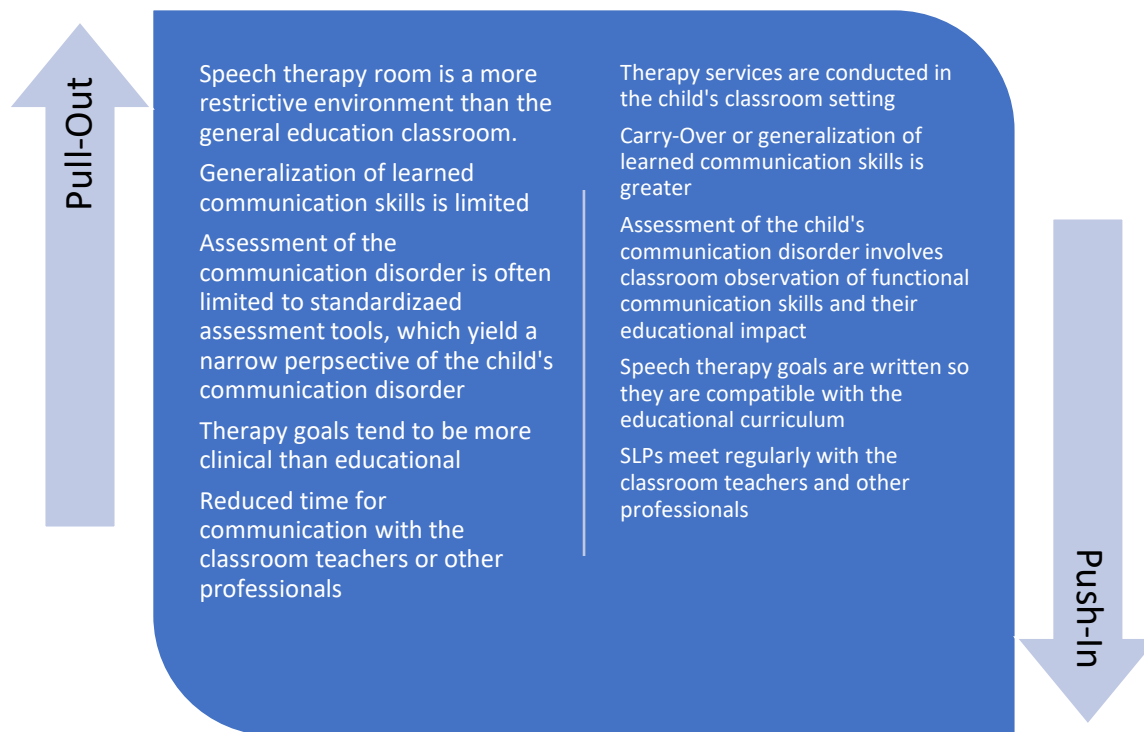 Pull-Out
Speech therapy room is a more
restrictive environment than the
general education classroom.
Generalization of learned
communication skills is limited
Assessment of the
communication disorder is often
limited to standardizaed
assessment tools, which yield a
narrow perpsective of the child's
communication disorder
Therapy goals tend to be more
clinical than educational
Reduced time for
communication with the
classroom teachers or other
professionals
Therapy services are conducted in
the child's classroom setting
Carry-Over or generalization of
learned communication skills is
greater
Assessment of the child's
communication disorder involves
classroom observation of functional
communication skills and their
educational impact
Speech therapy goals are written so
they are compatible with the
educational curriculum
SLPs meet regularly with the
classroom teachers and other
professionals
Push-In